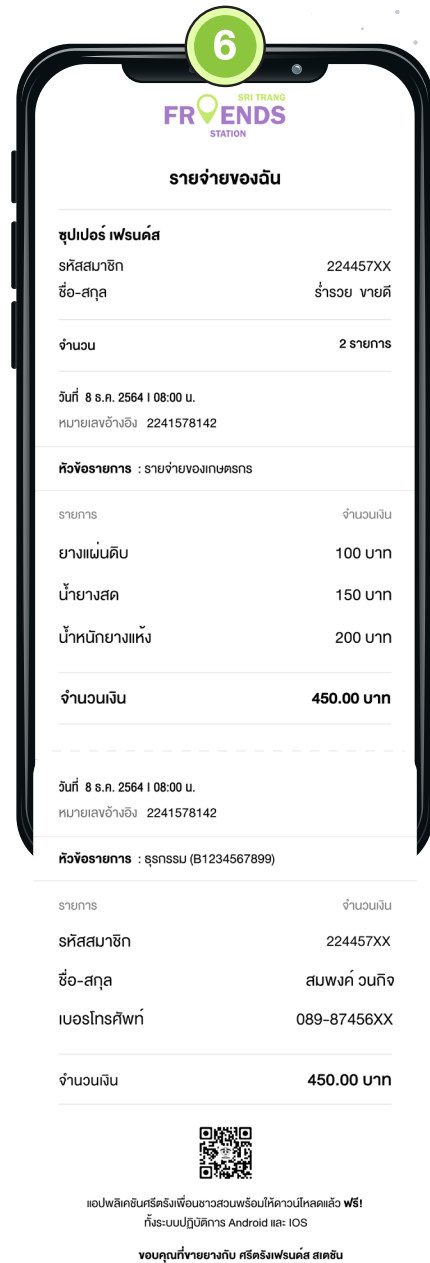 6
SRI TRANG
FRIENDS
STATION
รายจ่ายของฉัน
ซุปเปอร์ เฟรนด์ส
รหัสสมาชิก 224457XX
ชื่อ-สกุล ร่ำรวย ขายดี
จำนวน 2 รายการ
วันที่ 8 ธ.ค. 2564 I 08:00 น.
หมายเลขอ้างอิง 2241578142
หัวข้อรายการ : รายจ่ายของเกษตรกร
รายการ จำนวนเงิน
ยางแผ่นดิบ 100 บาท
น้ำยางสด 150 บาท
น้ำหนักยางแห้ง 200 บาท
จำนวนเงิน 450.00 บาท
วันที่ 8 ธ.ค. 2564 I 08:00 น.
หมายเลขอ้างอิง 2241578142
หัวข้อรายการ : ธุรกรรม (B1234567899)
รายการ จำนวนเงิน
รหัสสมาชิก 224457XX
ชื่อ-สกุล สมพงค์ วนกิจ
เบอรโทรศัพท์ 089-87456XX
จำนวนเงิน 450.00 บาท
แอปพลิเคชันศรีตรังเพื่อนชาวสวนพร้อมให้ดาวน์โหลดแล้ว ฟรี!
ทั้งระบบปฏิบัติการ Android และ IOS
ขอบคุณที่ขายยางกับ ศรีตรังเฟรนด์ส สเตชัน